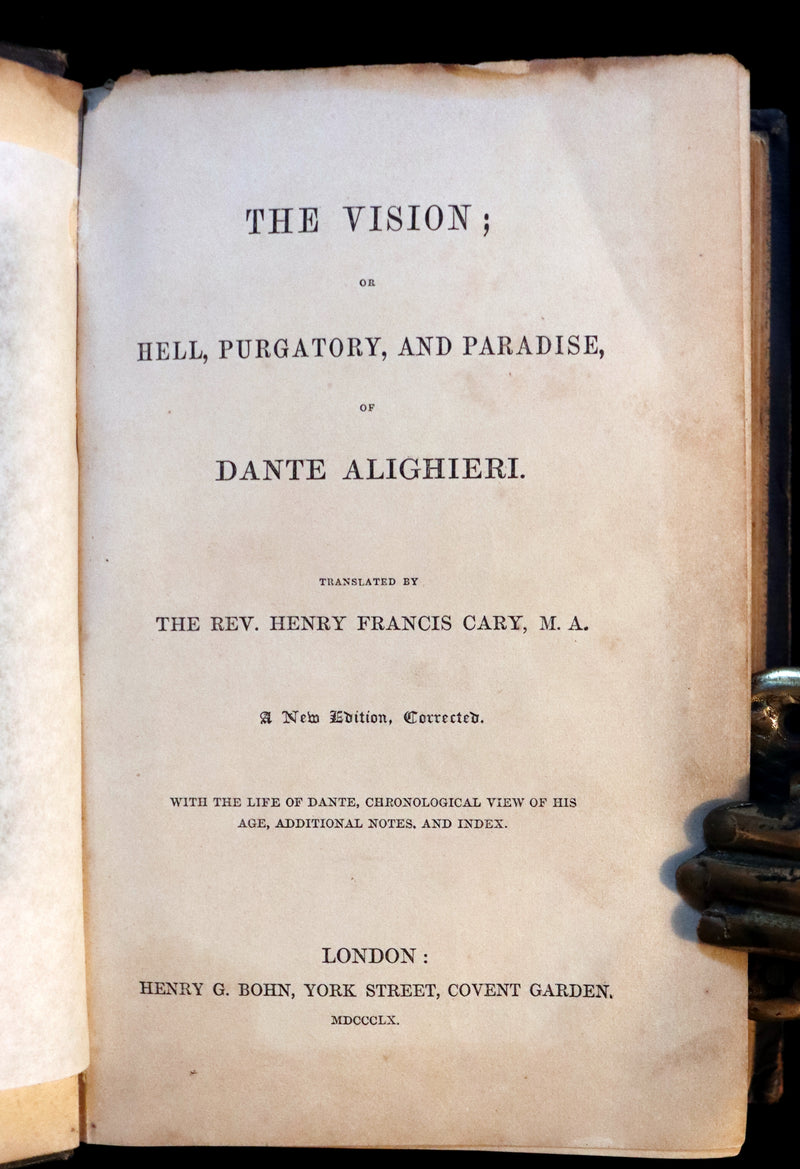 THE VISION;
OR
HELL, PURGATORY, AND PARADISE,
OF
DANTE ALIGHIERI.
TRANSLATED BY
THE REV. HENRY FRANCIS CARY, M. A.
A New Edition, Corrected.
WITH THE LIFE OF DANTE, CHRONOLOGICAL VIEW OF HIS
AGE, ADDITIONAL NOTES, AND INDEX.
LONDON:
HENRY G. BOHN, YORK STREET, COVENT GARDEN.
MDCCCLX.